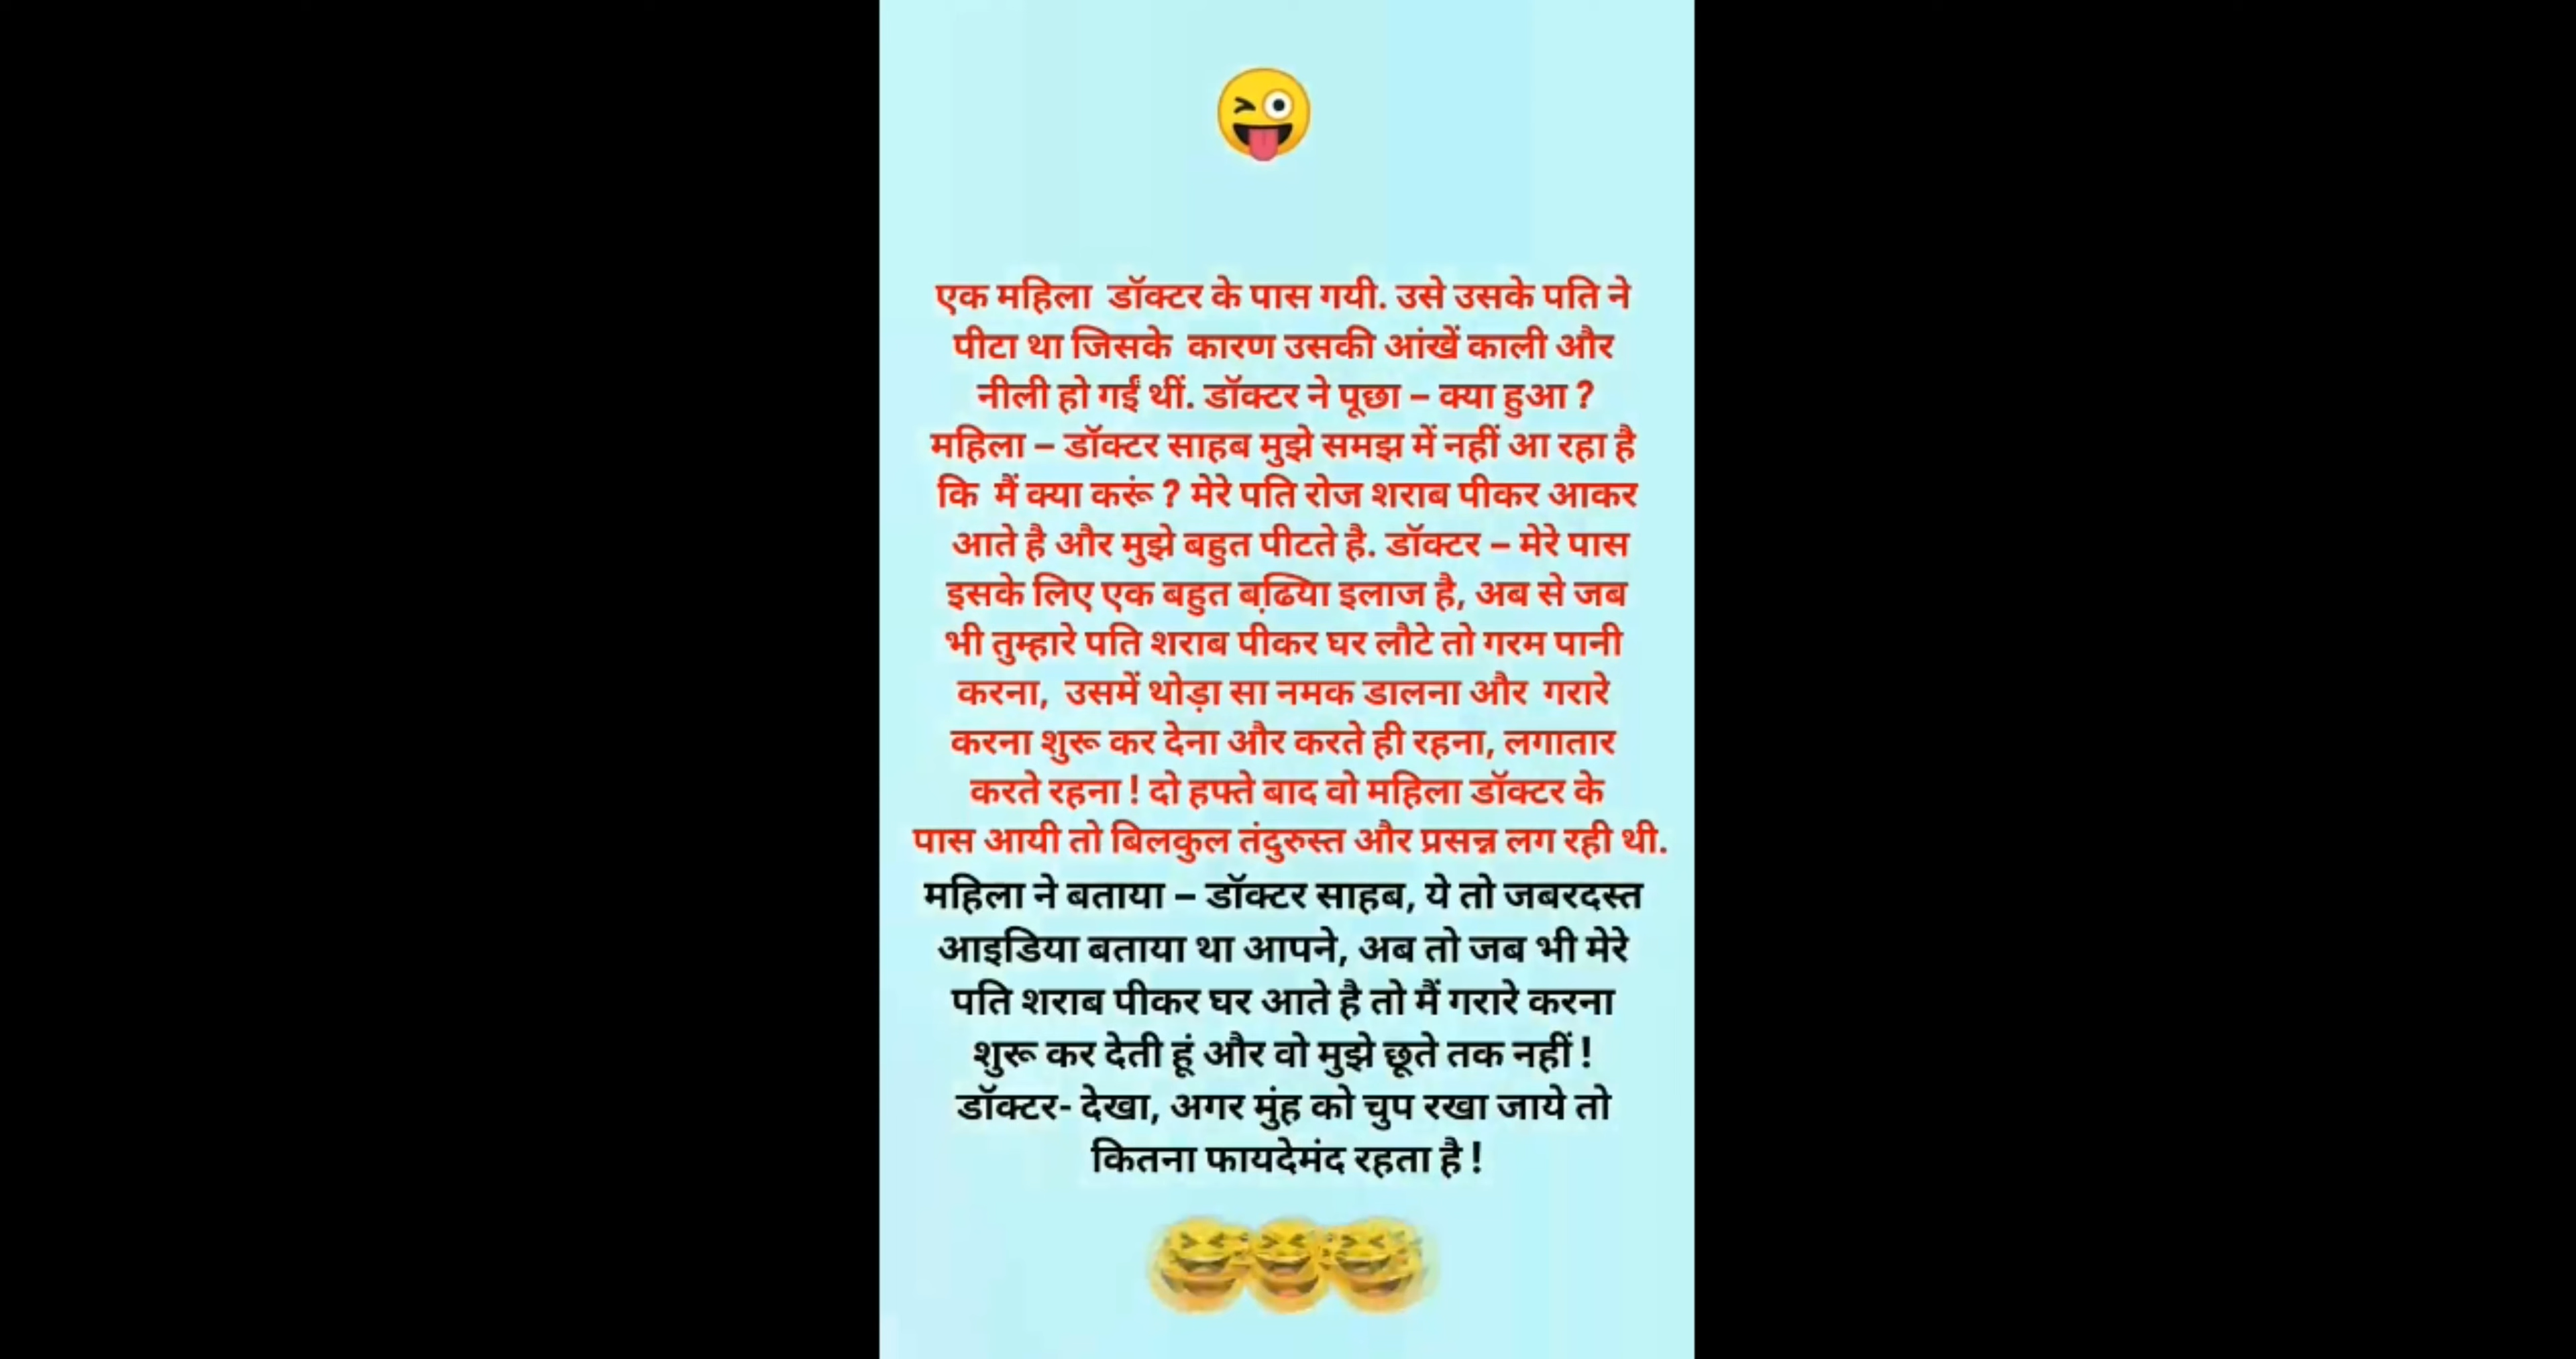 एक महिला डॉक्टर के पास गयी. उसे उसके पति ने
पीटा था जिसके कारण उसकी आंखें काली और
नीली हो गईं थीं. डॉक्टर ने पूछा – क्या हुआ ?
महिला – डॉक्टर साहब मुझे समझ में नहीं आ रहा है
कि मैं क्या करूं ? मेरे पति रोज शराब पीकर आकर
आते है और मुझे बहुत पीटते है. डॉक्टर – मेरे पास
इसके लिए एक बहुत बढि़या इलाज है, अब से जब
भी तुम्हारे पति शराब पीकर घर लौटे तो गरम पानी
करना, उसमें थोड़ा सा नमक डालना और गरारे
करना शुरू कर देना और करते ही रहना, लगातार
करते रहना ! दो हफ्ते बाद वो महिला डॉक्टर के
पास आयी तो बिलकुल तंदुरुस्त और प्रसन्न लग रही थी.
महिला ने बताया – डॉक्टर साहब, ये तो जबरदस्त
आइडिया बताया था आपने, अब तो जब भी मेरे
पति शराब पीकर घर आते है तो मैं गरारे करना
शुरू कर देती हूं और वो मुझे छूते तक नहीं !
डॉक्टर- देखा, अगर मुंह को चुप रखा जाये तो
कितना फायदेमंद रहता है !